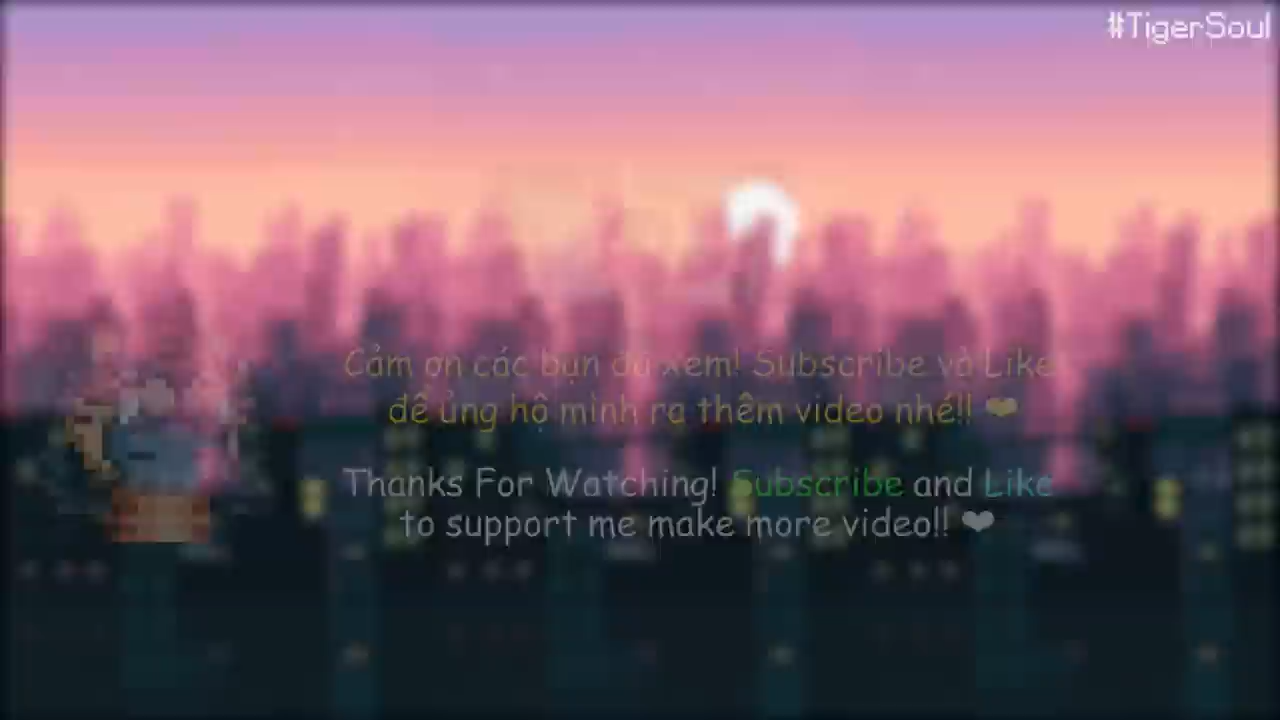 #TigerSoul
Cảm ơn các bạn đã xem! Subscribe và Like
để ủng hộ mình ra thêm video nhé!! ❤
Thanks For Watching! Subscribe and Like
to support me make more video!! ❤